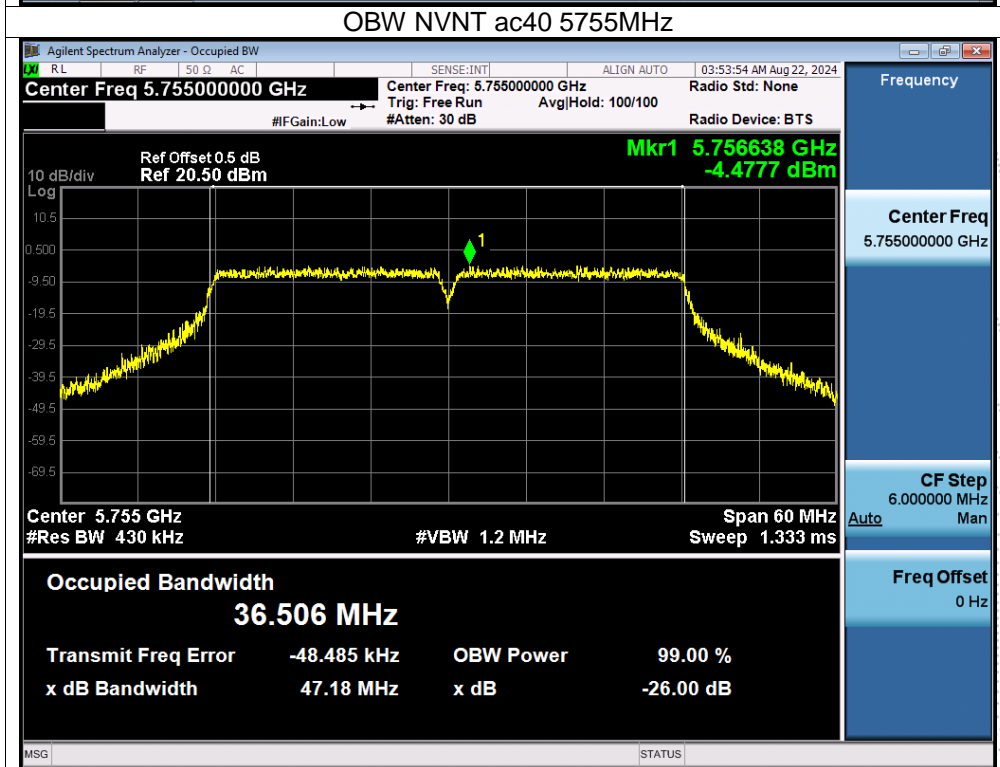 OBW NVNT ac40 5755MHz
Agilent Spectrum Analyzer - Occupied BW
LXI RL RF 50 Ω AC SENSE:INT ALIGN AUTO 03:53:54 AM Aug 22, 2024
Center Freq 5.755000000 GHz
Center Freq: 5.755000000 GHz Radio Std: None
Trig: Free Run Avg|Hold: 100/100
#IFGain:Low #Atten: 30 dB Radio Device: BTS
Frequency
Mkr1 5.756638 GHz
-4.4777 dBm
Ref Offset 0.5 dB
10 dB/div Ref 20.50 dBm
Log
10.5
0.500
-9.50
-19.5
-29.5
-39.5
-49.5
-59.5
-69.5
1
Center 5.755 GHz Span 60 MHz
#Res BW 430 kHz #VBW 1.2 MHz Sweep 1.333 ms
Center Freq
5.755000000 GHz
CF Step
6.000000 MHz
Auto Man
Freq Offset
0 Hz
Occupied Bandwidth
36.506 MHz
Transmit Freq Error -48.485 kHz OBW Power 99.00 %
x dB Bandwidth 47.18 MHz x dB -26.00 dB
MSG STATUS